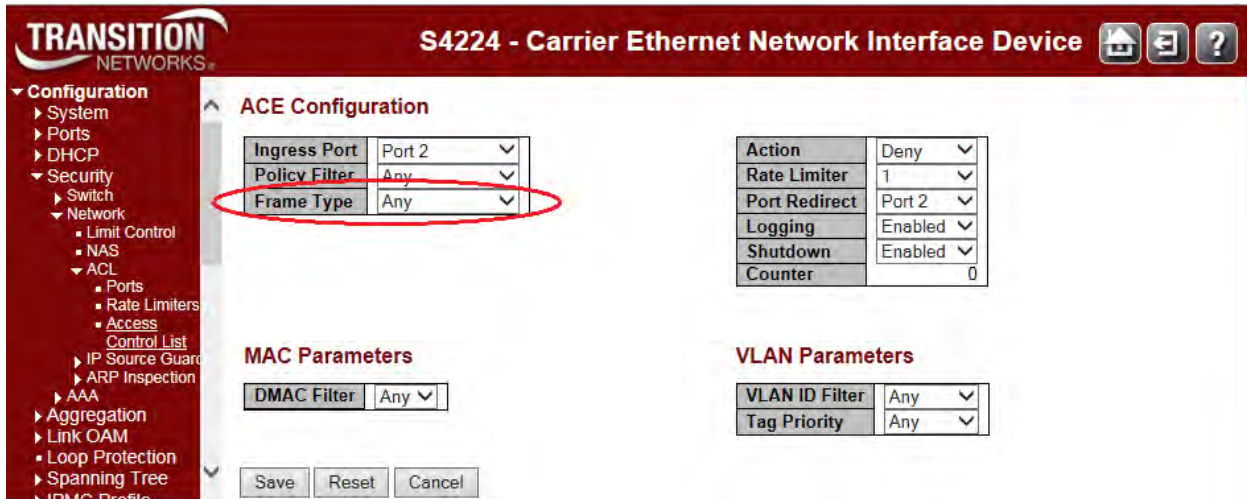 TRANSITION
NETWORKS®
S4224 - Carrier Ethernet Network Interface Device
?
Configuration
System
Ports
DHCP
Security
Switch
Network
Limit Control
NAS
ACL
Ports
Rate Limiters
Access
Control List
IP Source Guard
ARP Inspection
AAA
Aggregation
Link OAM
Loop Protection
Spanning Tree
IPMC Profile
ACE Configuration
Ingress Port Port 2
Policy Filter Any
Frame Type Any
Action Deny
Rate Limiter 1
Port Redirect Port 2
Logging Enabled
Shutdown Enabled
Counter 0
MAC Parameters
DMAC Filter Any
VLAN Parameters
VLAN ID Filter Any
Tag Priority Any
Save Reset Cancel